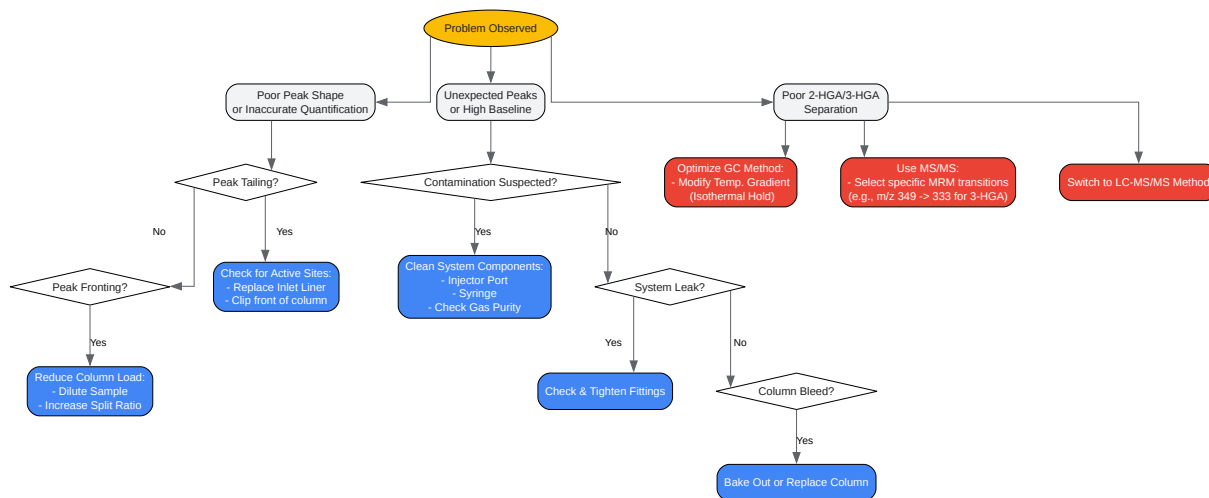 Problem Observed
Poor Peak Shape
or Inaccurate Quantification
Unexpected Peaks
or High Baseline
Poor 2-HGA/3-HGA
Separation
Peak Tailing?
Contamination Suspected?
Optimize GC Method:
- Modify Temp. Gradient
(Isothermal Hold)
Use MS/MS:
- Select specific MRM transitions
(e.g., m/z 349 -> 333 for 3-HGA)
Switch to LC-MS/MS Method
No
Yes
Yes
No
Peak Fronting?
Check for Active Sites:
- Replace Inlet Liner
- Clip front of column
Clean System Components:
- Injector Port
- Syringe
- Check Gas Purity
System Leak?
Yes
Yes
No
Reduce Column Load:
- Dilute Sample
- Increase Split Ratio
Check & Tighten Fittings
Column Bleed?
Yes
Bake Out or Replace Column